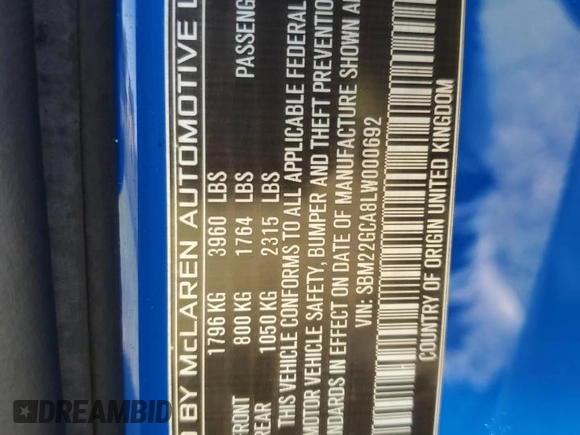 BY McLAREN AUTOMOTIVE
1796 KG 3960 LBS PASSENG
FRONT 800 KG 1764 LBS
REAR 1050 KG 2315 LBS
THIS VEHICLE CONFORMS TO ALL APPLICABLE FEDERAL
MOTOR VEHICLE SAFETY, BUMPER AND THEFT PREVENTION
NDARDS IN EFFECT ON DATE OF MANUFACTURE SHOWN
VIN: SBM22GCA8LW000692
COUNTRY OF ORIGIN UNITED KINGDOM
DREAMBID